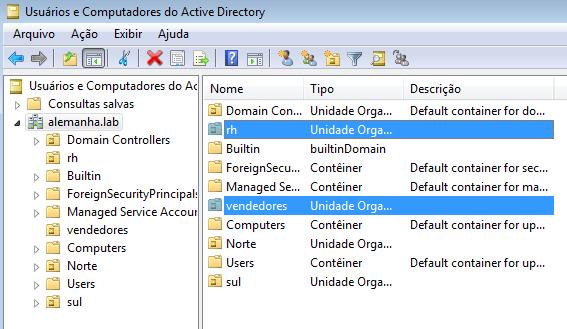 Usuários e Computadores do Active Directory
Arquivo Ação Exibir Ajuda
Usuários e Computadores do Acti
Consultas salvas
alemanha.lab
Domain Controllers
rh
Builtin
ForeignSecurityPrincipals
Managed Service Accour
vendedores
Computers
Norte
Users
sul
Nome Tipo Descrição
Domain Con... Unidade Orga... Default container for do...
rh Unidade Orga...
Builtin builtinDomain
ForeignSecur... Contêiner Default container for sec...
Managed Se... Contêiner Default container for ma...
vendedores Unidade Orga...
Computers Contêiner Default container for up...
Norte Unidade Orga...
Users Contêiner Default container for up...
sul Unidade Orga...